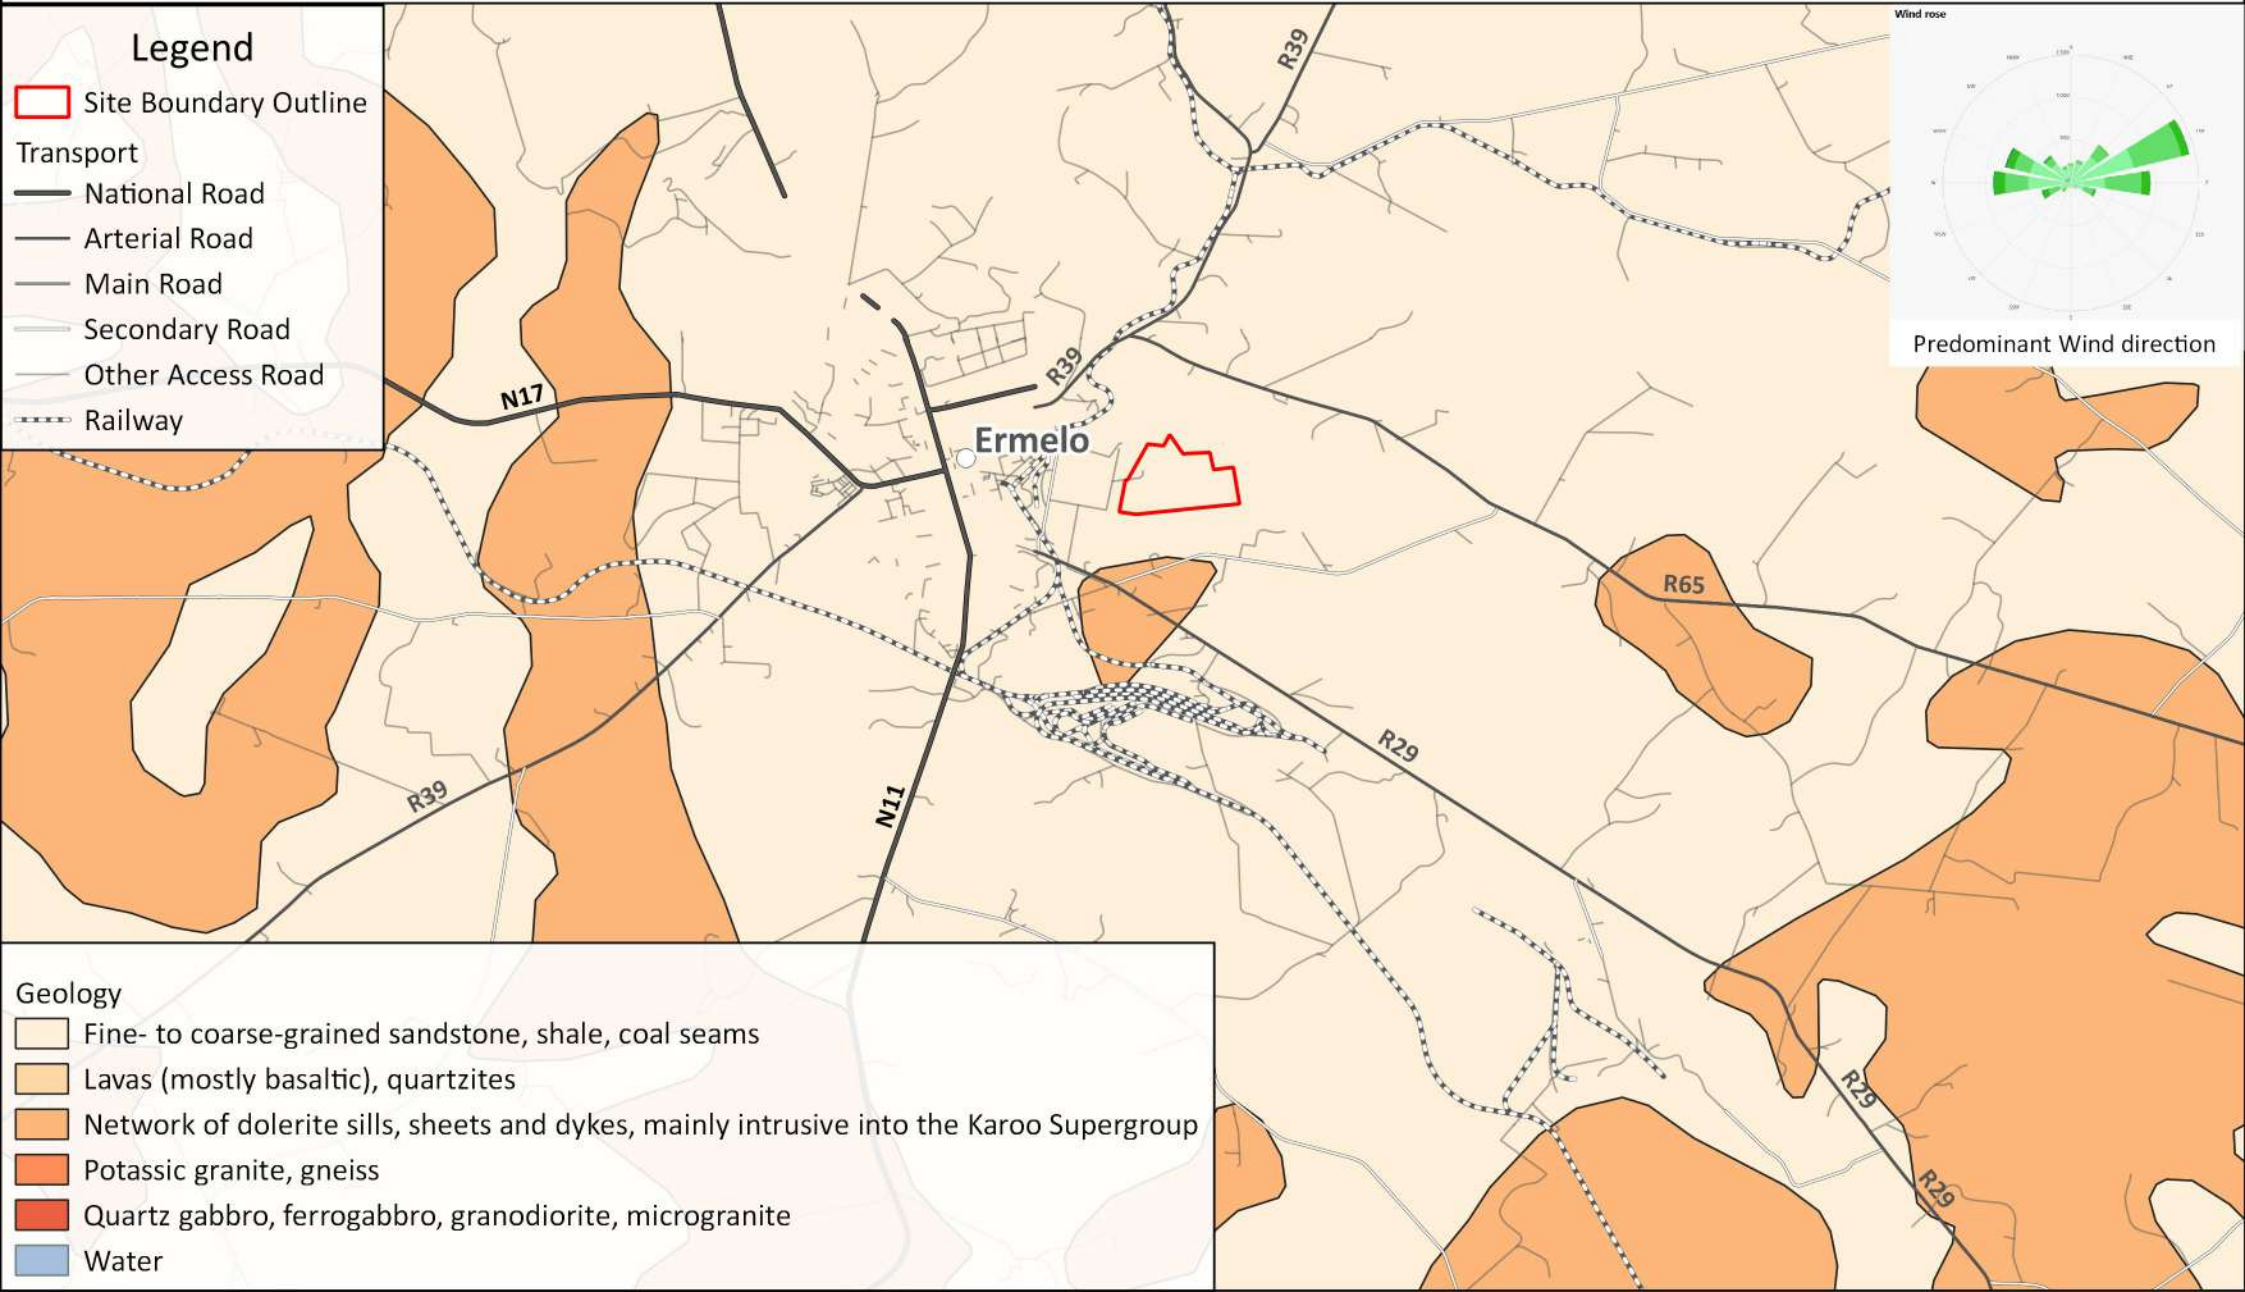 Legend
Site Boundary Outline
Transport
National Road
Arterial Road
Main Road
Secondary Road
Other Access Road
Railway
Wind rose
Predominant Wind direction
R39
N17
R39
Ermelo
R65
R29
R39
N11
R29
R29
Geology
Fine- to coarse-grained sandstone, shale, coal seams
Lavas (mostly basaltic), quartzites
Network of dolerite sills, sheets and dykes, mainly intrusive into the Karoo Supergroup
Potassic granite, gneiss
Quartz gabbro, ferrogabbro, granodiorite, microgranite
Water